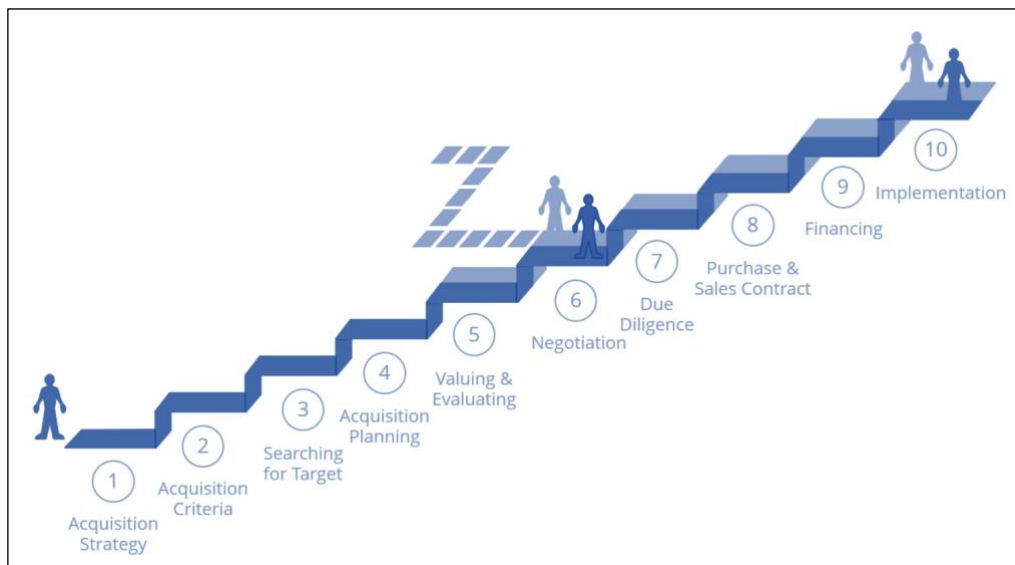 1
Acquisition
Strategy
2
Acquisition
Criteria
3
Searching
for Target
4
Acquisition
Planning
5
Valuing &
Evaluating
6
Negotiation
7
Due
Diligence
8
Purchase &
Sales Contract
9
Financing
10
Implementation